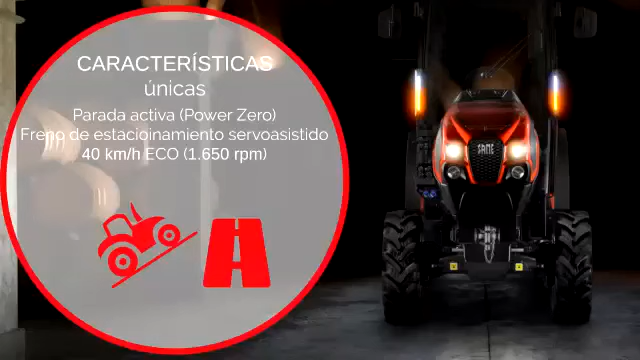 CARACTERÍSTICAS
únicas
Parada activa (Power Zero)
Freno de estacioinamiento servoasistido
40 km/h ECO (1.650 rpm)
SAME